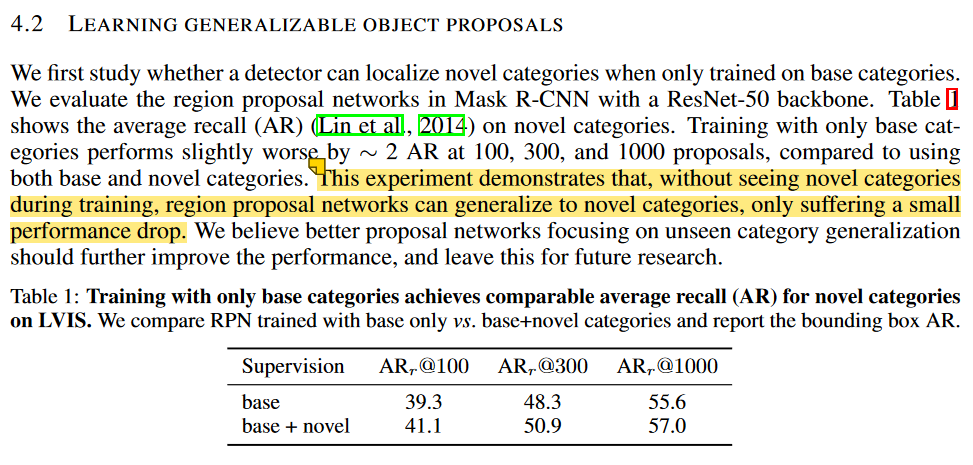 4.2 LEARNING GENERALIZABLE OBJECT PROPOSALS
We first study whether a detector can localize novel categories when only trained on base categories.
We evaluate the region proposal networks in Mask R-CNN with a ResNet-50 backbone. Table 1
shows the average recall (AR) (Lin et al., 2014) on novel categories. Training with only base cat-
egories performs slightly worse by ∼ 2 AR at 100, 300, and 1000 proposals, compared to using
both base and novel categories. This experiment demonstrates that, without seeing novel categories
during training, region proposal networks can generalize to novel categories, only suffering a small
performance drop. We believe better proposal networks focusing on unseen category generalization
should further improve the performance, and leave this for future research.
Table 1: Training with only base categories achieves comparable average recall (AR) for novel categories
on LVIS. We compare RPN trained with base only vs. base+novel categories and report the bounding box AR.
Supervision ARr@100 ARr@300 ARr@1000
base 39.3 48.3 55.6
base + novel 41.1 50.9 57.0